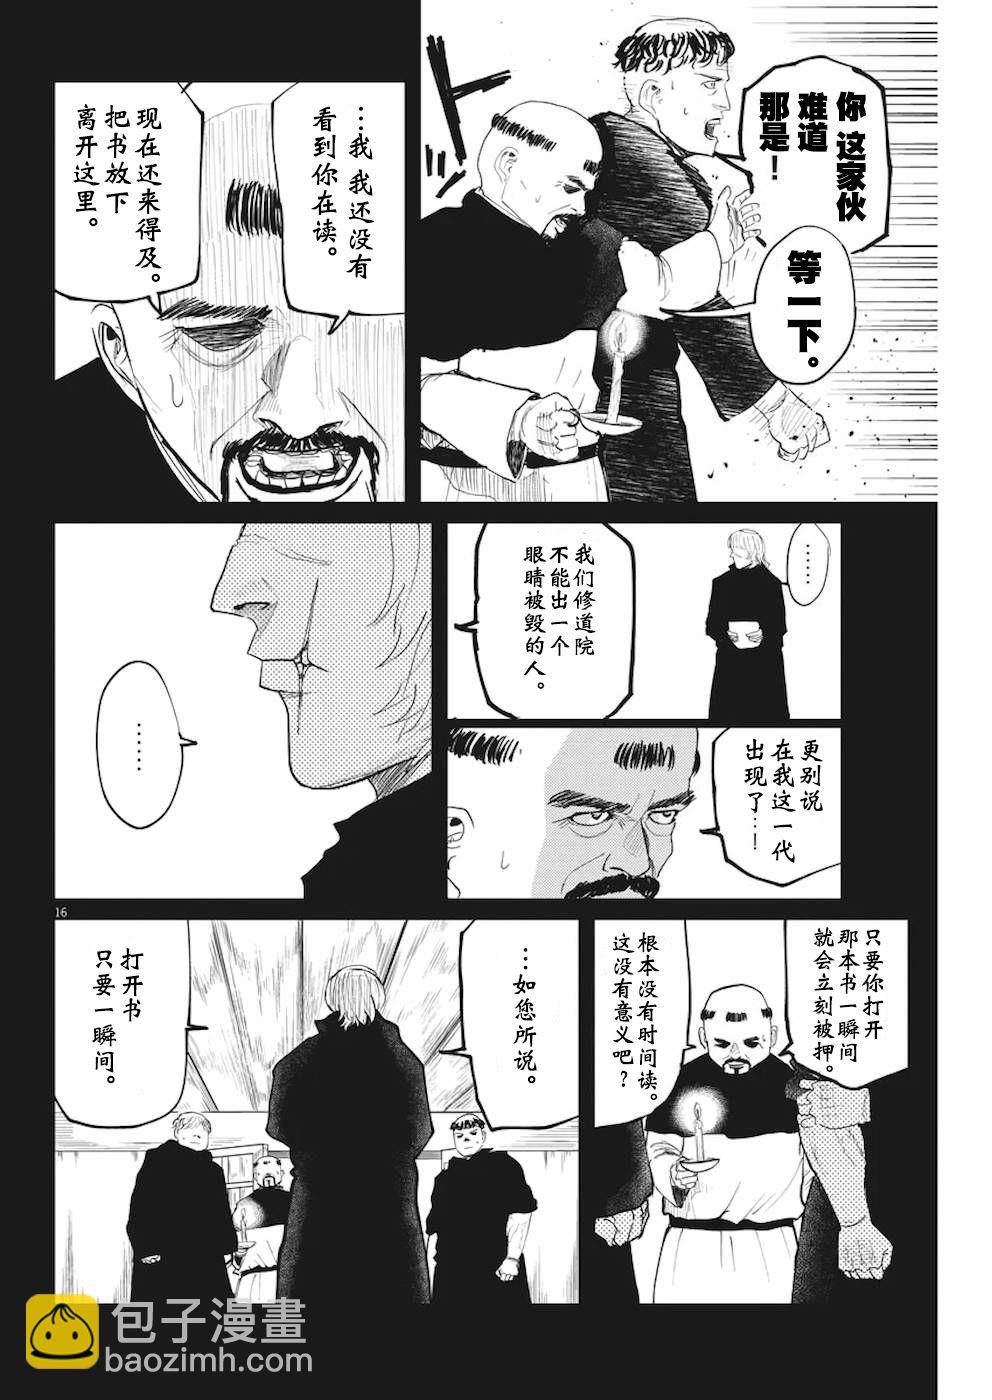 你 这家伙
难道
那是！
等一下。
…我 我还没有
看到你在读。
现在还来得及。
把书放下
离开这里。
……
我们修道院
不能出一个
眼睛被毁的人。
更别说
在我这一代
出现了…！
……
只要你打开
那本书一瞬间
就会立刻被押。
根本没有时间读。
这没有意义吧？
…如您所说。
打开书
只要一瞬间。
16
包子漫畫
baozimh.com